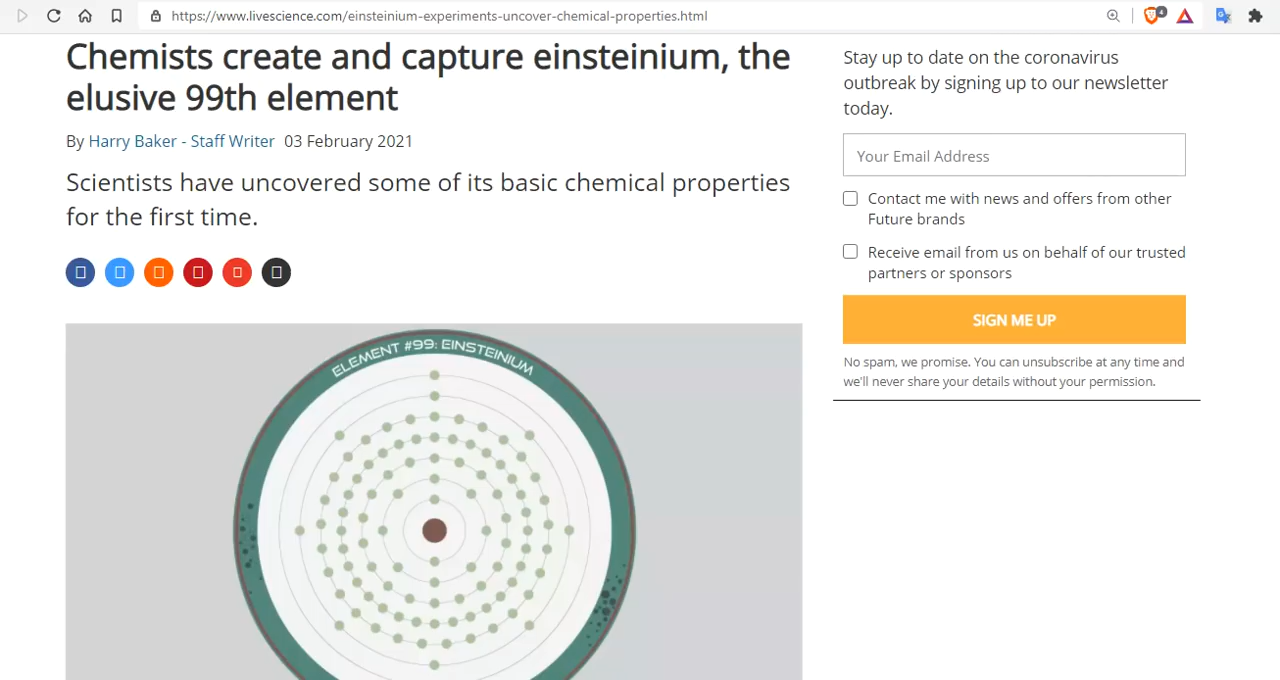 https://www.livescience.com/einsteinium-experiments-uncover-chemical-properties.html
4
Chemists create and capture einsteinium, the
elusive 99th element
By Harry Baker - Staff Writer 03 February 2021
Scientists have uncovered some of its basic chemical properties
for the first time.
ELEMENT #99: EINSTEINIUM
Stay up to date on the coronavirus
outbreak by signing up to our newsletter
today.
Your Email Address
Contact me with news and offers from other
Future brands
Receive email from us on behalf of our trusted
partners or sponsors
SIGN ME UP
No spam, we promise. You can unsubscribe at any time and
we'll never share your details without your permission.